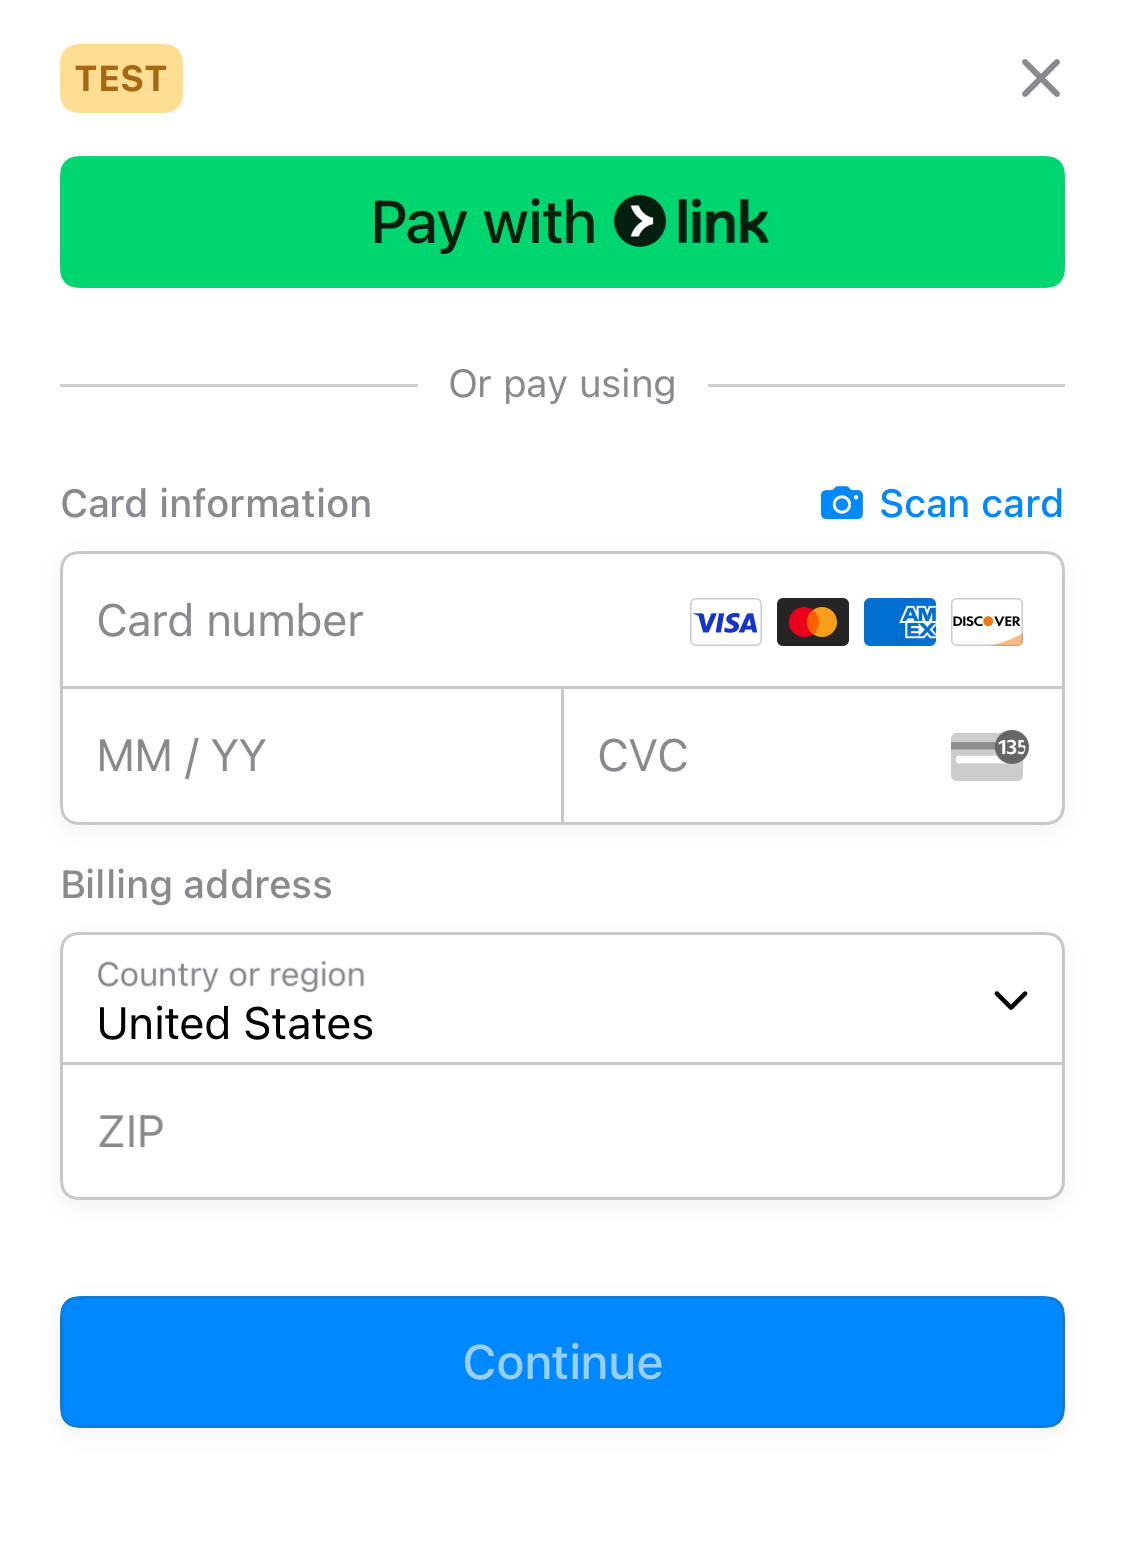 TEST
Pay with link
Or pay using
Card information Scan card
Card number VISA AM EX DISCOVER
MM / YY CVC 135
Billing address
Country or region
United States
ZIP
Continue